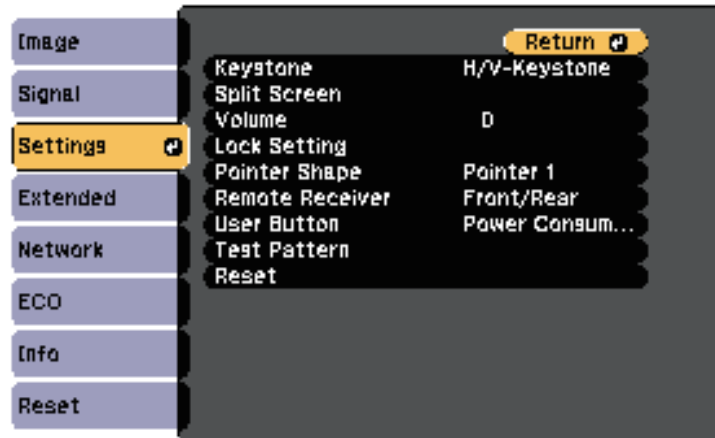 Image
Signal
Settings
Extended
Network
ECO
Info
Reset
Return
Keystone H/V-Keystone
Split Screen
Volume 0
Lock Setting
Pointer Shape Pointer 1
Remote Receiver Front/Rear
User Button Power Consum...
Test Pattern
Reset